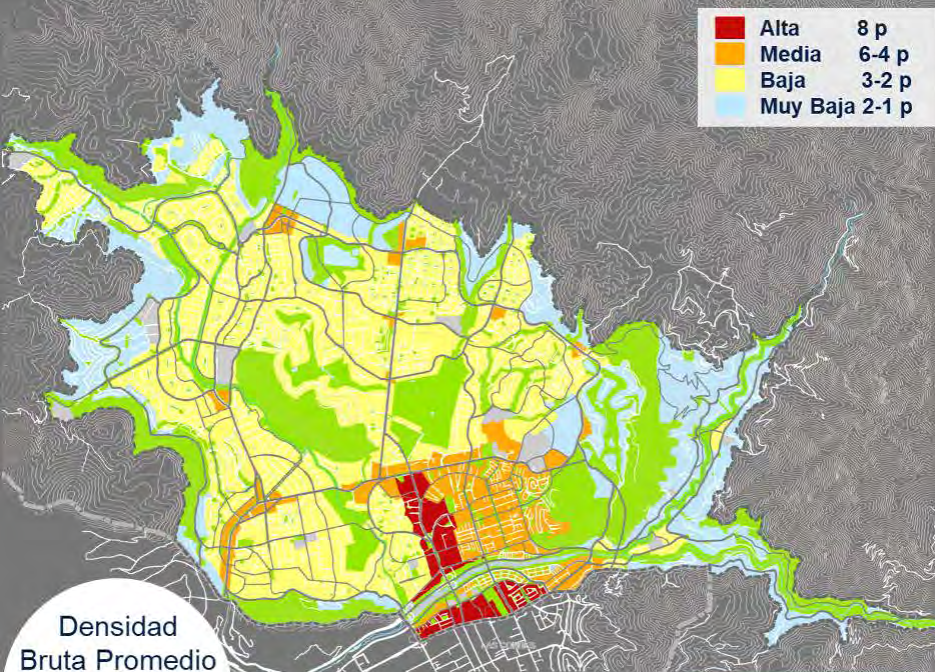 Alta 8 p
Media 6-4 p
Baja 3-2 p
Muy Baja 2-1 p
Densidad
Bruta Promedio